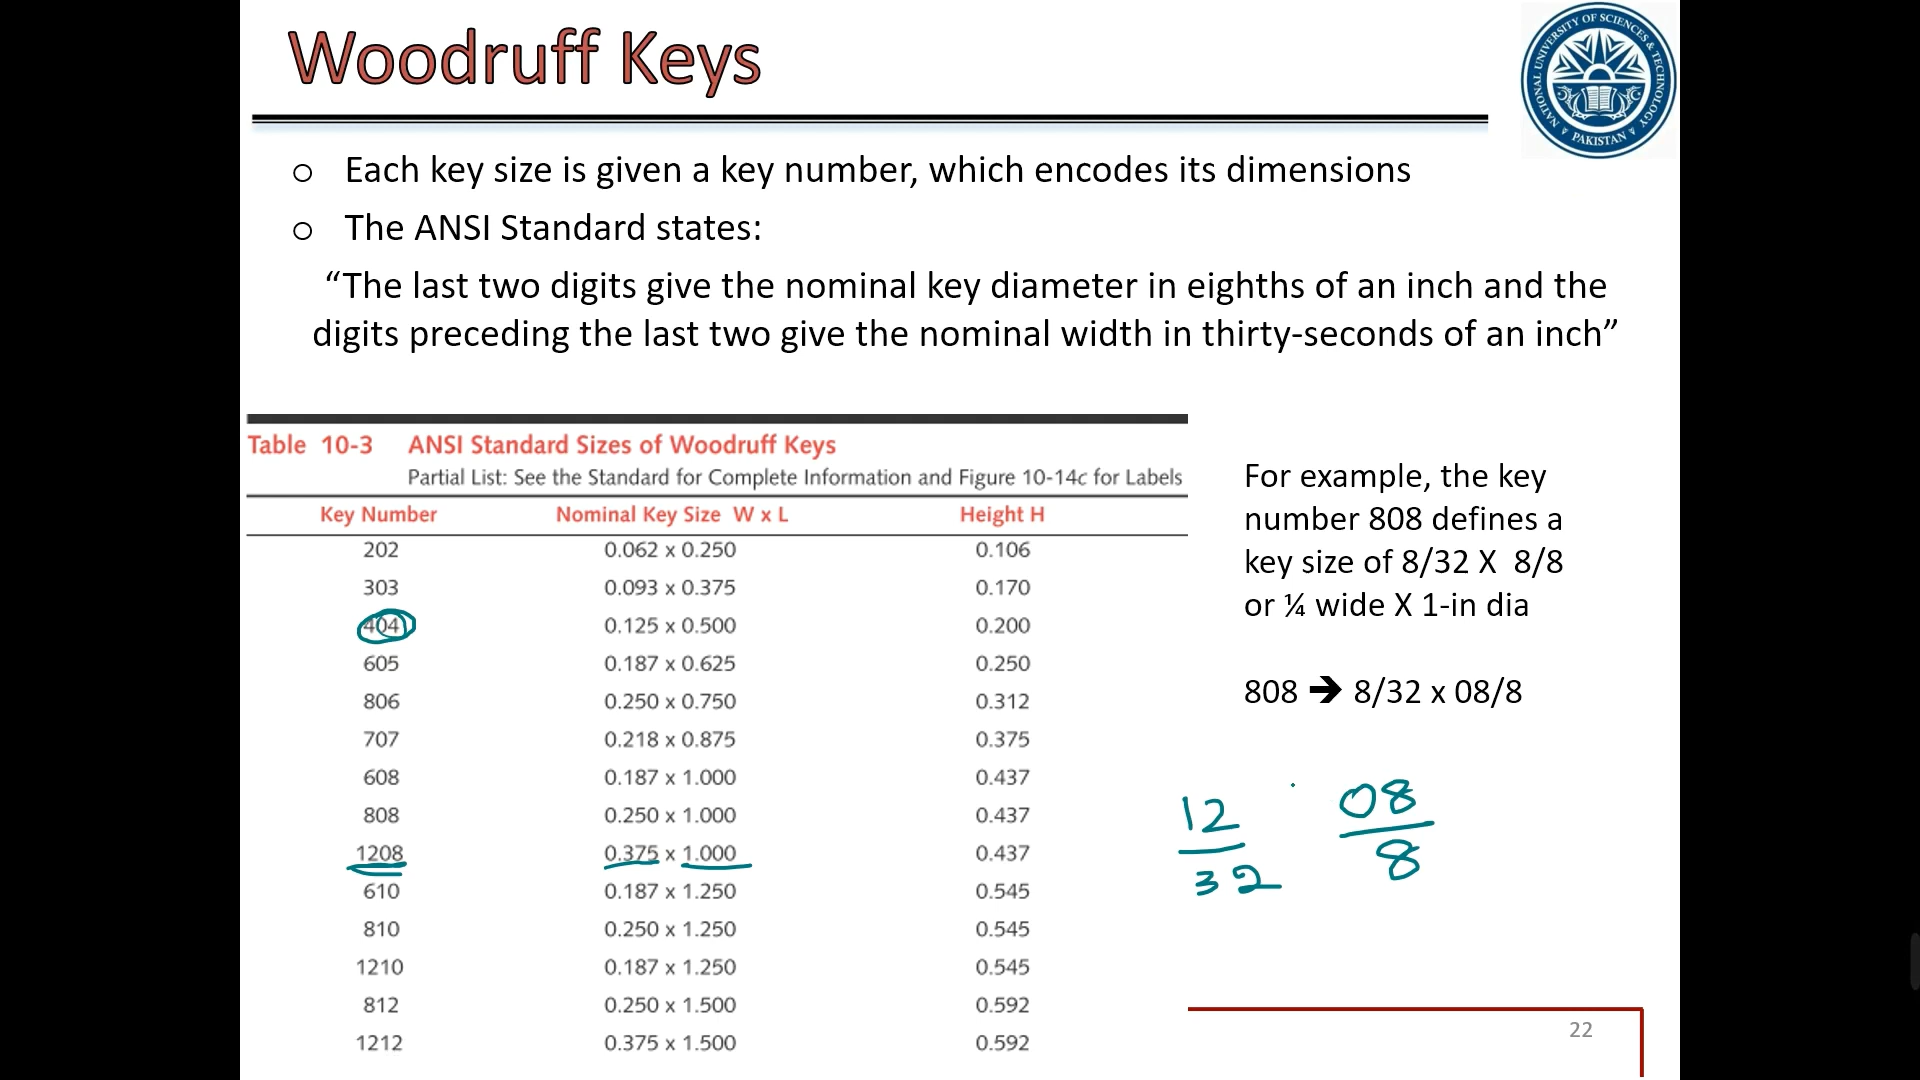 Woodruff Keys
NATIONAL UNIVERSITY OF SCIENCES & TECHNOLOGY
PAKISTAN
o Each key size is given a key number, which encodes its dimensions
o The ANSI Standard states:
“The last two digits give the nominal key diameter in eighths of an inch and the
digits preceding the last two give the nominal width in thirty-seconds of an inch”
Table 10-3 ANSI Standard Sizes of Woodruff Keys
Partial List: See the Standard for Complete Information and Figure 10-14c for Labels
Key Number Nominal Key Size W x L Height H
202 0.062 x 0.250 0.106
303 0.093 x 0.375 0.170
404 0.125 x 0.500 0.200
605 0.187 x 0.625 0.250
806 0.250 x 0.750 0.312
707 0.218 x 0.875 0.375
608 0.187 x 1.000 0.437
808 0.250 x 1.000 0.437
1208 0.375 x 1.000 0.437
610 0.187 x 1.250 0.545
810 0.250 x 1.250 0.545
1210 0.187 x 1.250 0.545
812 0.250 x 1.500 0.592
1212 0.375 x 1.500 0.592
For example, the key
number 808 defines a
key size of 8/32 X 8/8
or ¼ wide X 1-in dia
808 🡺 8/32 x 08/8
12 08
32 8
22